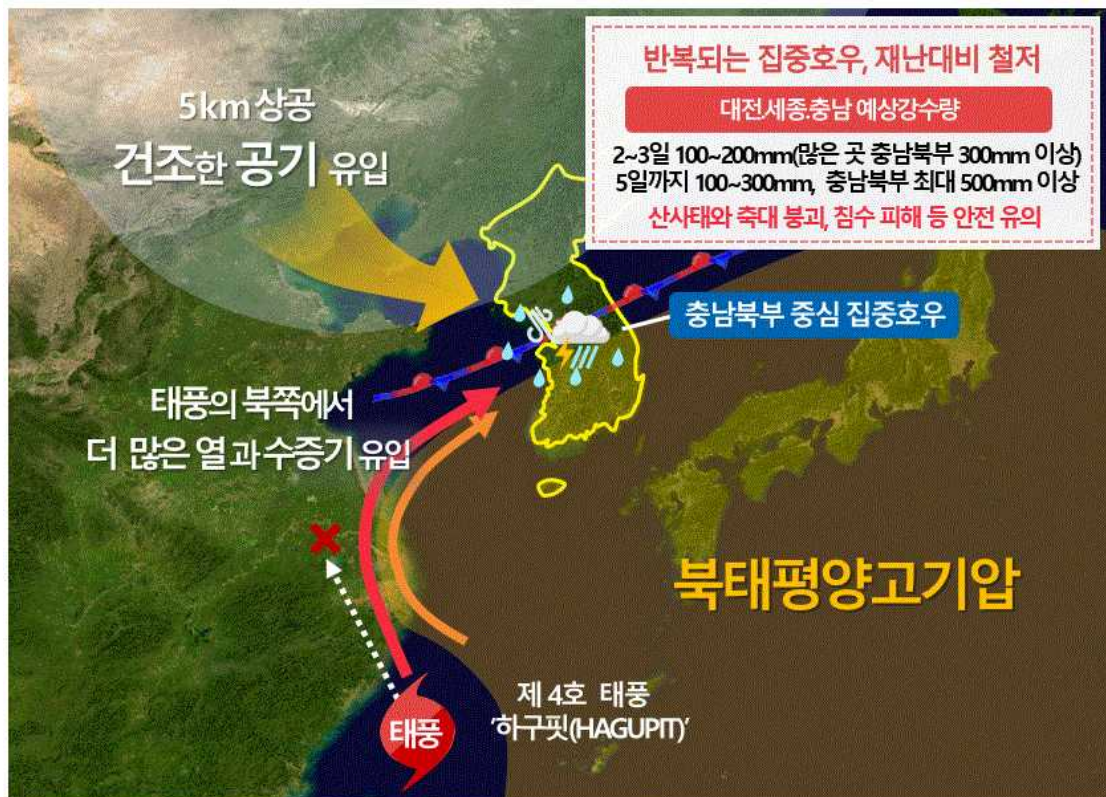 반복되는 집중호우, 재난대비 철저
대전.세종.충남 예상강수량
2~3일 100~200mm(많은 곳 충남북부 300mm 이상)
5일까지 100~300mm, 충남북부 최대 500mm 이상
산사태와 축대 붕괴, 침수 피해 등 안전 유의
5km 상공
건조한 공기 유입
충남북부 중심 집중호우
태풍의 북쪽에서
더 많은 열과 수증기 유입
북태평양고기압
제 4호 태풍
'하구핏(HAGUPIT)'
태풍